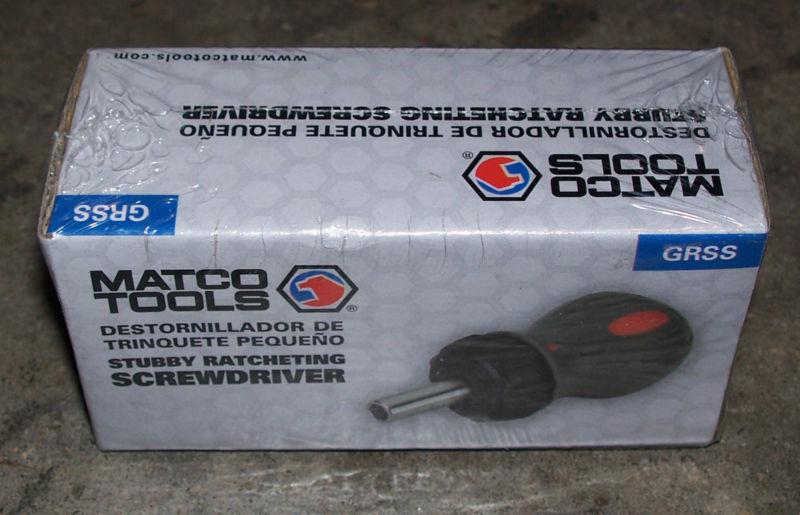 www.matcotools.com
STUBBY RATCHETING SCREWDRIVER
DESTORNILLADOR DE TRINQUETE PEQUEÑO
MATCO
TOOLS
®
GRSS
GRSS
MATCO
TOOLS
®
DESTORNILLADOR DE
TRINQUETE PEQUEÑO
STUBBY RATCHETING
SCREWDRIVER